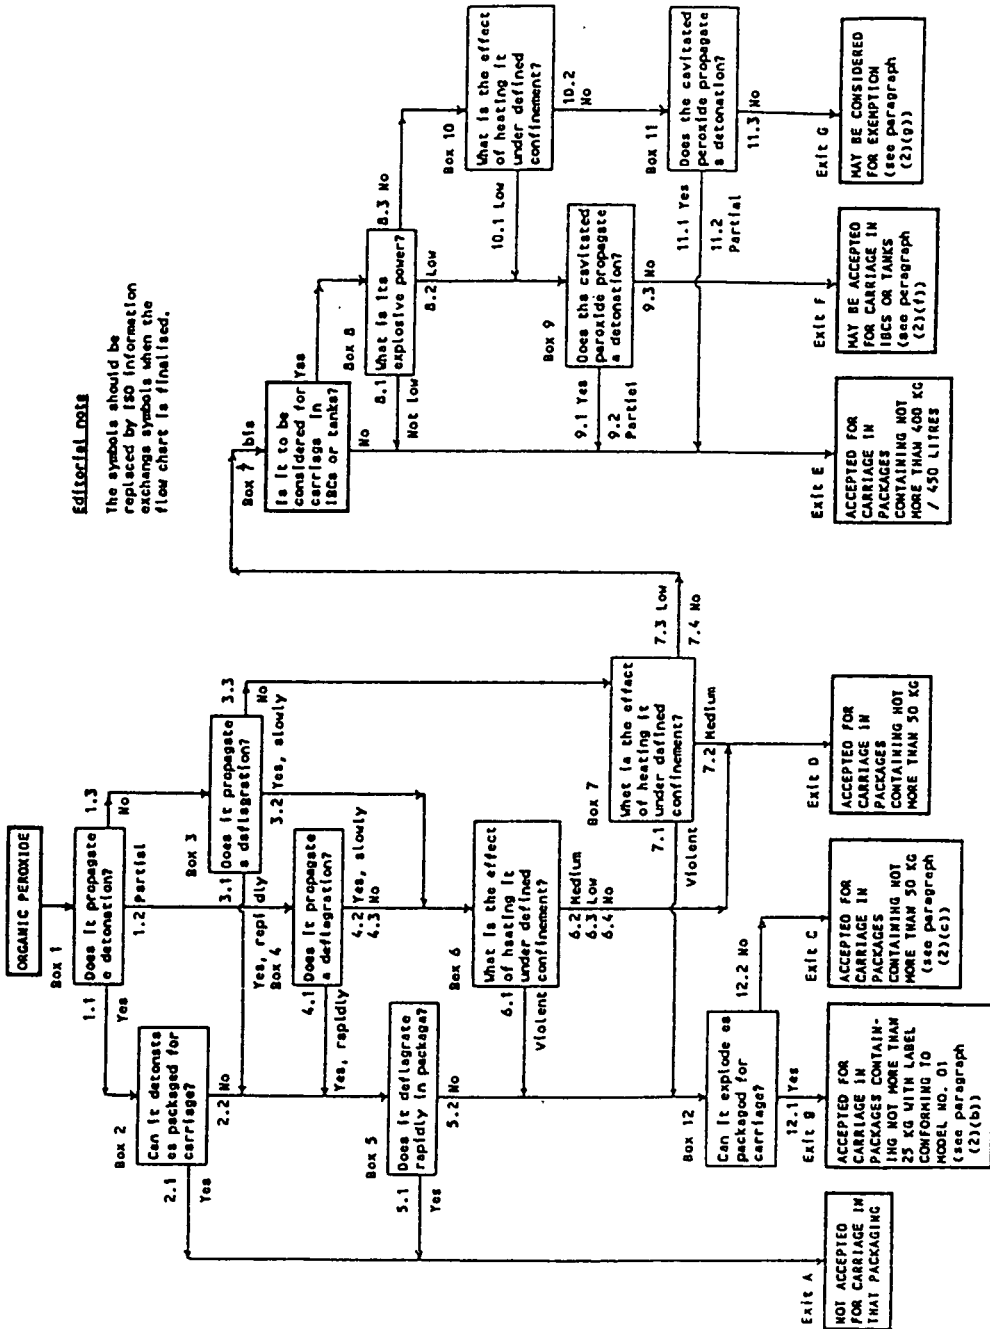 Editorial note
The symbols should be
replaced by ISO information
exchange symbols when the
flow chart is finalised.
ORGANIC PEROXIDE
Box 1
Does it propagate
a detonation?
1.1
Yes
1.2 Partial
1.3
No
Box 2
Can it detonate
as packaged for
carriage?
2.1
Yes
2.2 No
Box 3
Does it propagate
a deflagration?
3.1
Yes, rapidly
3.2 Yes, slowly
3.3
No
Box 4
Does it propagate
a deflagration?
4.1
Yes, rapidly
4.2 Yes, slowly
4.3 No
Box 5
Does it deflagrate
rapidly in package?
5.1
Yes
5.2 No
Box 6
What is the effect
of heating it
under defined
confinement?
6.1
Violent
6.2 Medium
6.3 Low
6.4 No
Box 7
What is the effect
of heating it
under defined
confinement?
7.1
Violent
7.2 Medium
7.3 Low
7.4 No
Box 7 bis
Is it to be
considered for
carriage in
IBCs or tanks?
Yes
No
Box 8
What is its
explosive power?
8.1
Not Low
8.2 Low
8.3 No
Box 9
Does the cavitated
peroxide propagate
a detonation?
9.1 Yes
9.2
Partial
9.3 No
Box 10
What is the effect
of heating it
under defined
confinement?
10.1 Low
10.2
No
Box 11
Does the cavitated
peroxide propagate
a detonation?
11.1 Yes
11.2
Partial
11.3 No
Box 12
Can it explode as
packaged for
carriage?
12.1 Yes
12.2 No
Exit A
NOT ACCEPTED
FOR CARRIAGE IN
THAT PACKAGING
Exit g
ACCEPTED FOR
CARRIAGE IN
PACKAGES CONTAIN-
ING NOT MORE THAN
25 KG WITH LABEL
CONFORMING TO
MODEL NO. 01
(see paragraph
(2)(b))
Exit C
ACCEPTED FOR
CARRIAGE IN
PACKAGES
CONTAINING NOT
MORE THAN 50 KG
(see paragraph
(2)(c))
Exit D
ACCEPTED FOR
CARRIAGE IN
PACKAGES
CONTAINING NOT
MORE THAN 50 KG
Exit E
ACCEPTED FOR
CARRIAGE IN
PACKAGES
CONTAINING NOT
MORE THAN 400 KG
/ 450 LITRES
Exit F
MAY BE ACCEPTED
FOR CARRIAGE IN
IBCS OR TANKS
(see paragraph
(2)(f))
Exit G
MAY BE CONSIDERED
FOR EXEMPTION
(see paragraph
(2)(g))